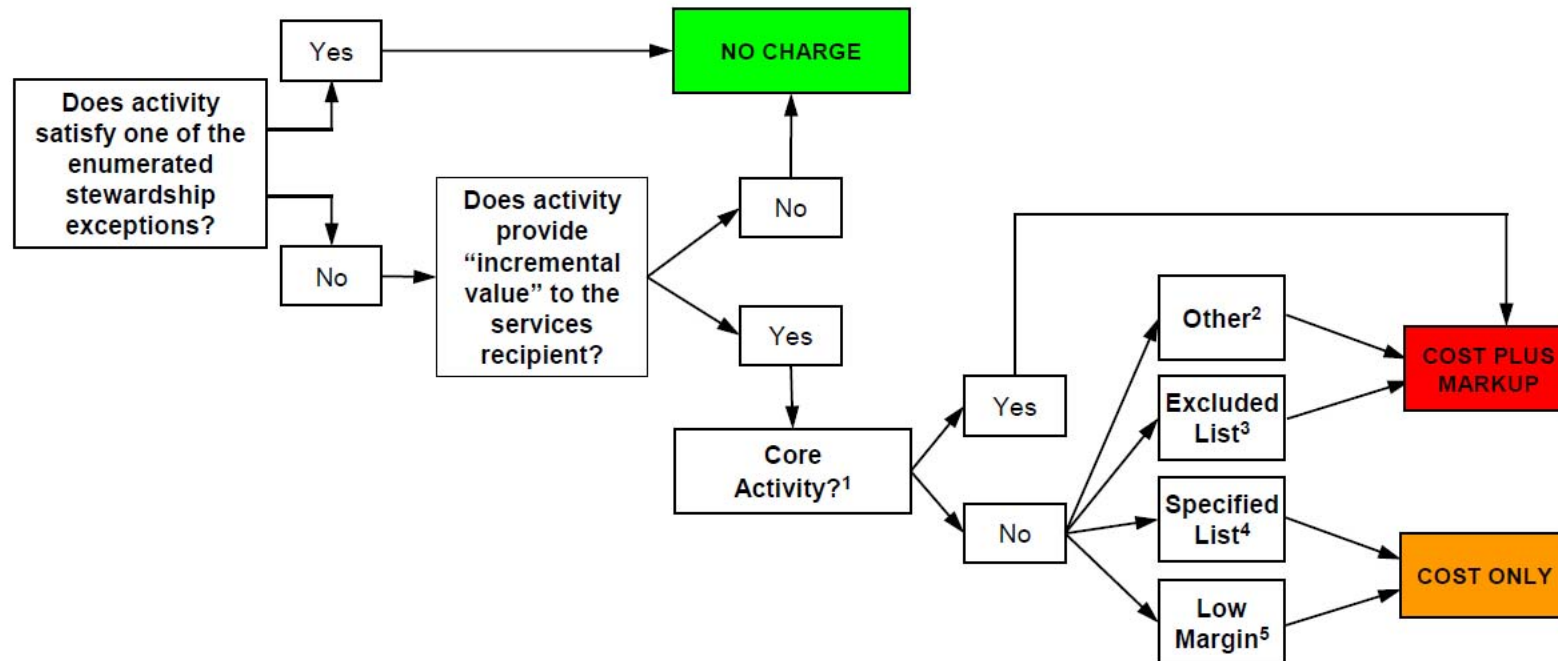 Yes
NO CHARGE
Does activity
satisfy one of the
enumerated
stewardship
exceptions?
No
Does activity
provide
“incremental
value” to the
services
recipient?
No
Yes
Core
Activity?¹
Yes
No
Other²
Excluded
List³
Specified
List⁴
Low
Margin⁵
COST PLUS
MARKUP
COST ONLY